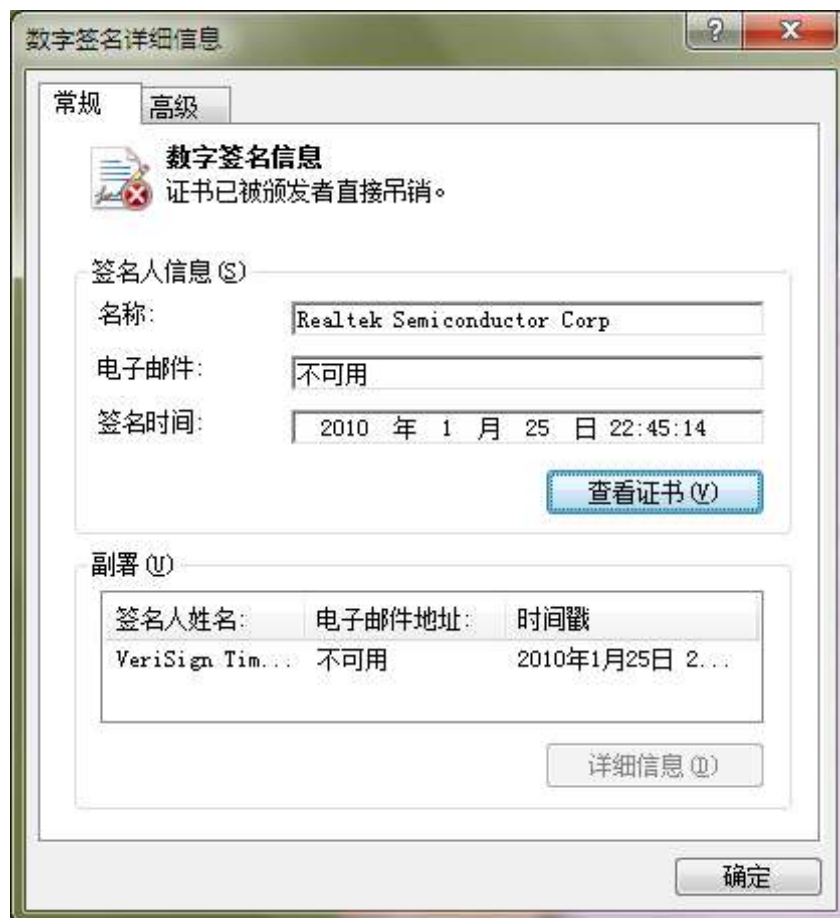 数字签名详细信息
常规 高级
数字签名信息
证书已被颁发者直接吊销。
签名人信息(S)
名称: Realtek Semiconductor Corp
电子邮件: 不可用
签名时间: 2010 年 1 月 25 日 22:45:14
查看证书(V)
副署(U)
签名人姓名: 电子邮件地址: 时间戳
VeriSign Tim... 不可用 2010年1月25日 2...
详细信息(D)
确定